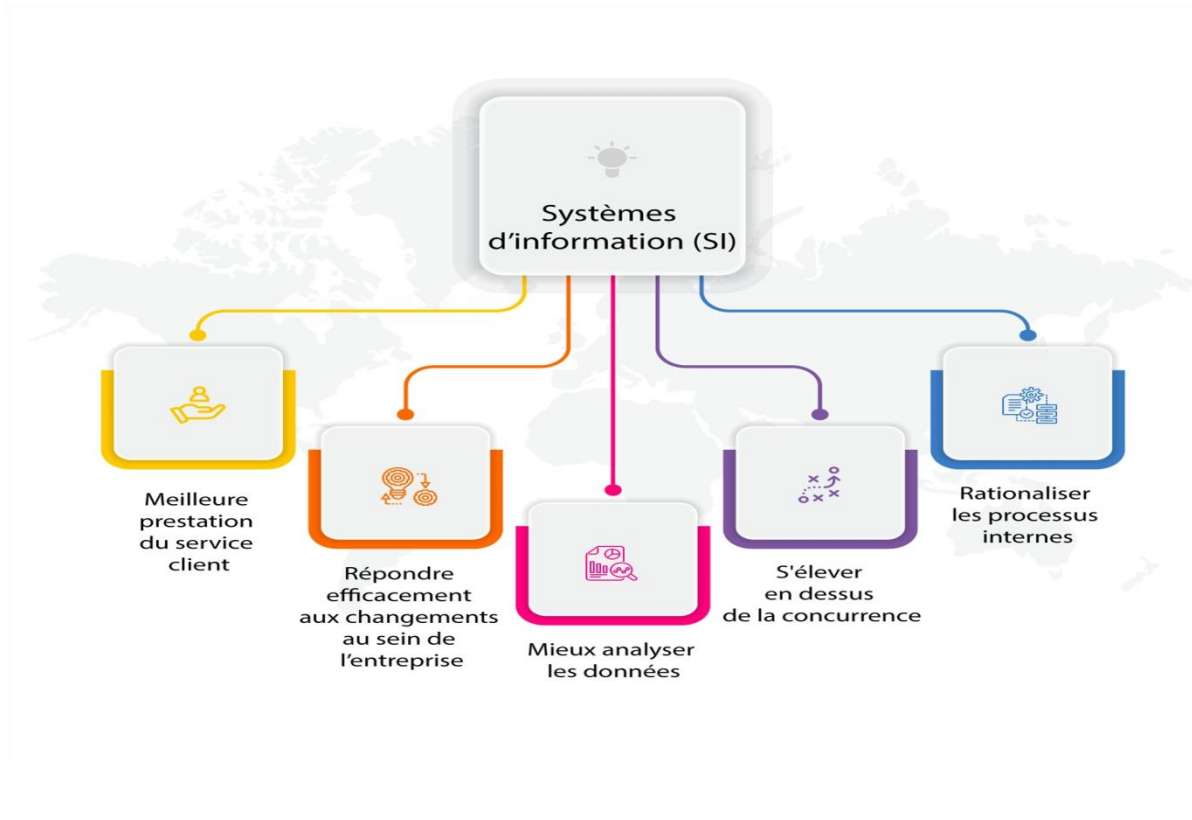 Systèmes
d’information (SI)
Meilleure
prestation
du service
client
Répondre
efficacement
aux changements
au sein de
l’entreprise
Mieux analyser
les données
S'élever
en dessus
de la concurrence
Rationaliser
les processus
internes